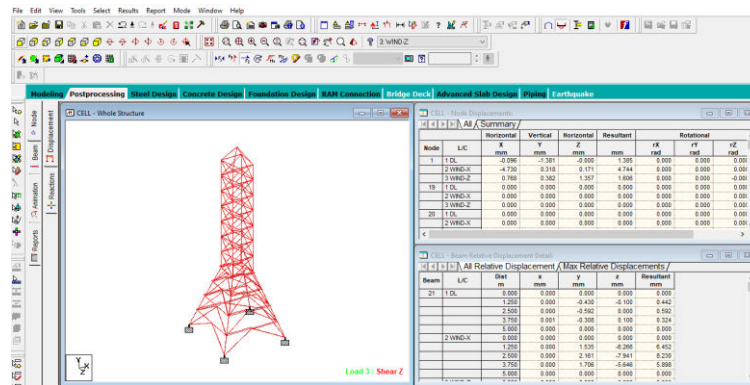 File Edit View Tools Select Results Report Mode Window Help
2 WIND-Z
Modeling Postprocessing Steel Design Concrete Design Foundation Design RAM Connection Bridge Deck Advanced Slab Design Piping Earthquake
Node
Beam
Animation
Reports
Displacement
Reactions
CELL - Whole Structure
Load 3 : Shear Z
Y
X
Z
CELL - Node Displacements
All Summary
Horizontal Vertical Horizontal Resultant Rotational
Node L/C X mm Y mm Z mm mm rX rad rY rad rZ rad
1 1 DL -0.096 -1.381 -0.000 1.385 0.000 0.000 0.000
2 WIND-X -4.730 0.318 0.171 4.744 0.000 0.000 0.000
3 WIND-Z 0.768 0.382 1.357 1.606 0.000 0.000 -0.000
19 1 DL 0.000 0.000 0.000 0.000 0.000 0.000 0.000
2 WIND-X 0.000 0.000 0.000 0.000 0.000 0.000 0.000
3 WIND-Z 0.000 0.000 0.000 0.000 0.000 0.000 0.000
20 1 DL 0.000 0.000 0.000 0.000 0.000 0.000 0.000
2 WIND-X 0.000 0.000 0.000 0.000 0.000 0.000 0.000
CELL - Beam Relative Displacement Detail
All Relative Displacement Max Relative Displacements
Beam L/C Dist m x mm y mm z mm Resultant mm
21 1 DL 0.000 0.000 0.000 0.000 0.000
1.250 0.000 -0.430 -0.100 0.442
2.500 0.000 -0.592 0.000 0.592
3.750 0.001 -0.308 0.100 0.324
5.000 0.000 0.000 0.000 0.000
2 WIND-X 0.000 0.000 0.000 0.000 0.000
1.250 0.000 1.535 -6.266 6.452
2.500 0.000 2.161 -7.941 8.230
3.750 0.000 1.706 -5.646 5.898
5.000 0.000 0.000 0.000 0.000